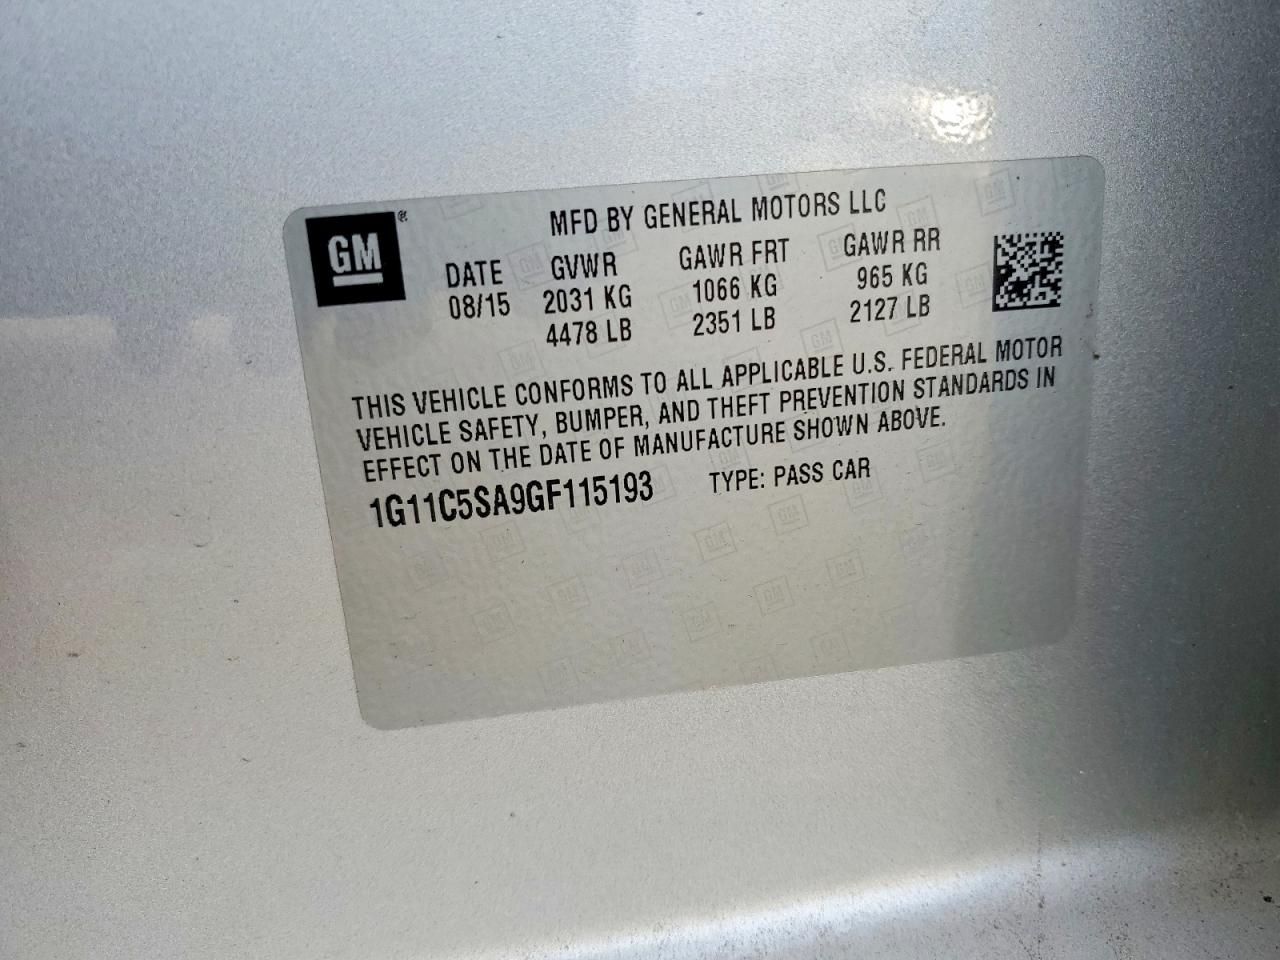 GM®
MFD BY GENERAL MOTORS LLC
DATE GVWR GAWR FRT GAWR RR
08/15 2031 KG 1066 KG 965 KG
4478 LB 2351 LB 2127 LB
THIS VEHICLE CONFORMS TO ALL APPLICABLE U.S. FEDERAL MOTOR
VEHICLE SAFETY, BUMPER, AND THEFT PREVENTION STANDARDS IN
EFFECT ON THE DATE OF MANUFACTURE SHOWN ABOVE.
1G11C5SA9GF115193 TYPE: PASS CAR